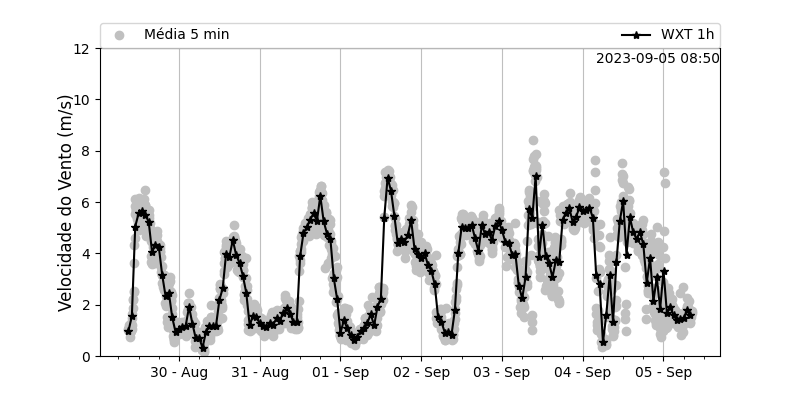 Média 5 min
WXT 1h
2023-09-05 08:50
Velocidade do Vento (m/s)
12
10
8
6
4
2
0
30 - Aug
31 - Aug
01 - Sep
02 - Sep
03 - Sep
04 - Sep
05 - Sep